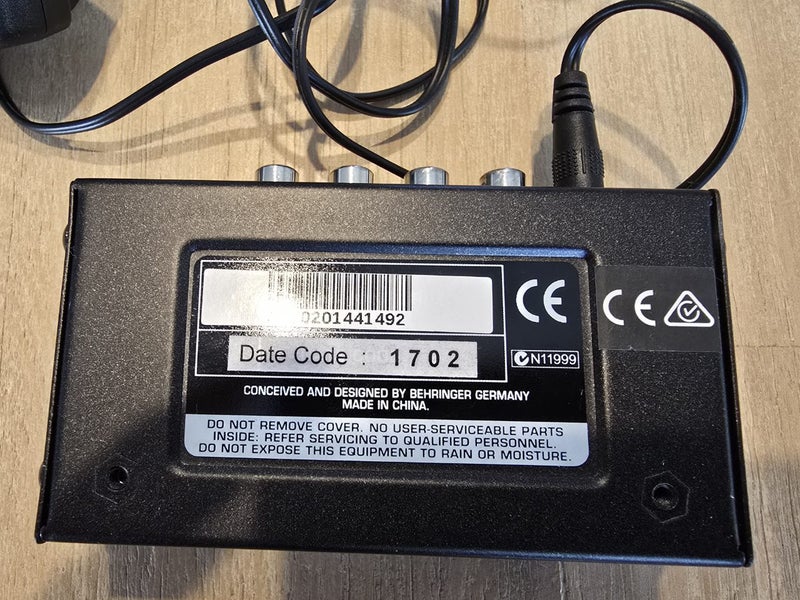 0201441492
Date Code : 1702
CE
N11999
CE
CONCEIVED AND DESIGNED BY BEHRINGER GERMANY
MADE IN CHINA.
DO NOT REMOVE COVER. NO USER-SERVICEABLE PARTS
INSIDE: REFER SERVICING TO QUALIFIED PERSONNEL.
DO NOT EXPOSE THIS EQUIPMENT TO RAIN OR MOISTURE.